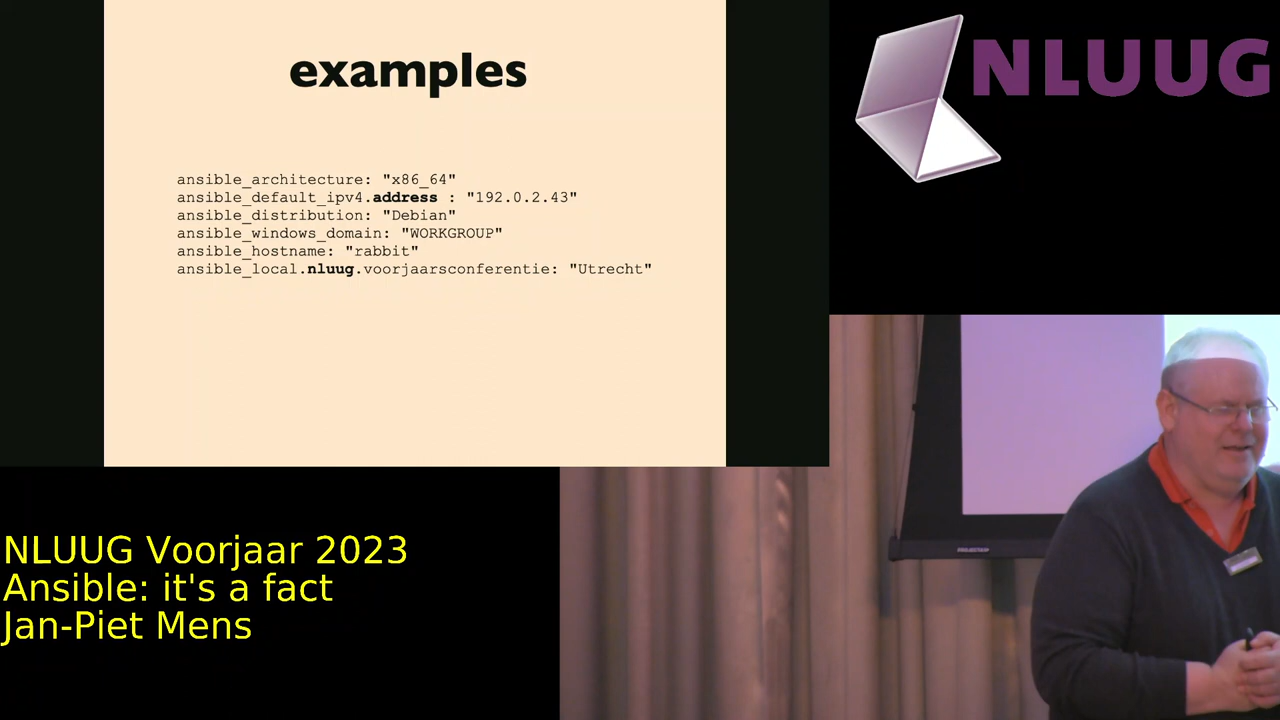 examples
ansible_architecture: "x86_64"
ansible_default_ipv4.address : "192.0.2.43"
ansible_distribution: "Debian"
ansible_windows_domain: "WORKGROUP"
ansible_hostname: "rabbit"
ansible_local.nluug.voorjaarsconferentie: "Utrecht"
NLUUG
NLUUG Voorjaar 2023
Ansible: it's a fact
Jan-Piet Mens